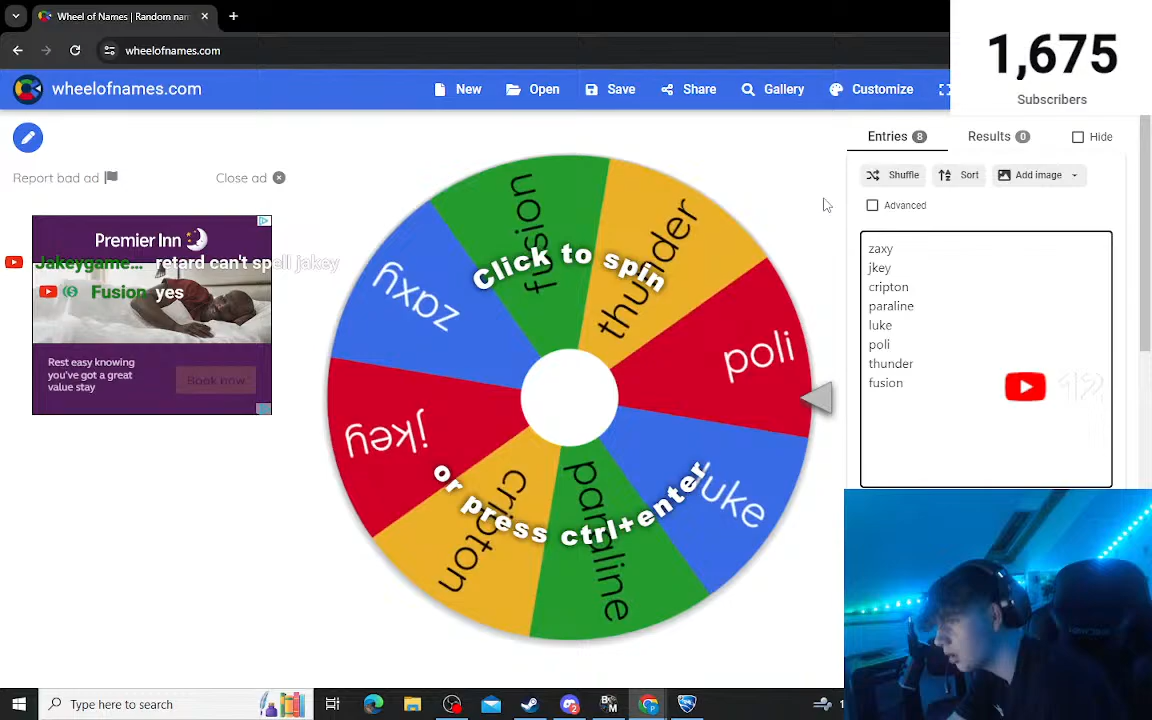 Wheel of Names | Random nam
wheelofnames.com
1,675
Subscribers
wheelofnames.com
New
Open
Save
Share
Gallery
Customize
Entries 8
Results 0
Hide
Report bad ad
Close ad
Shuffle
Sort
Add image
Advanced
Premier Inn
Jakeygame... retard can't spell jakey
Fusion yes
Rest easy knowing
you've got a great
value stay
Book now
zaxy
jkey
cripton
paraline
luke
poli
thunder
fusion
12
fusion
thunder
poli
luke
paraline
cripton
jkey
zaxy
Click to spin
or press ctrl+enter
Type here to search